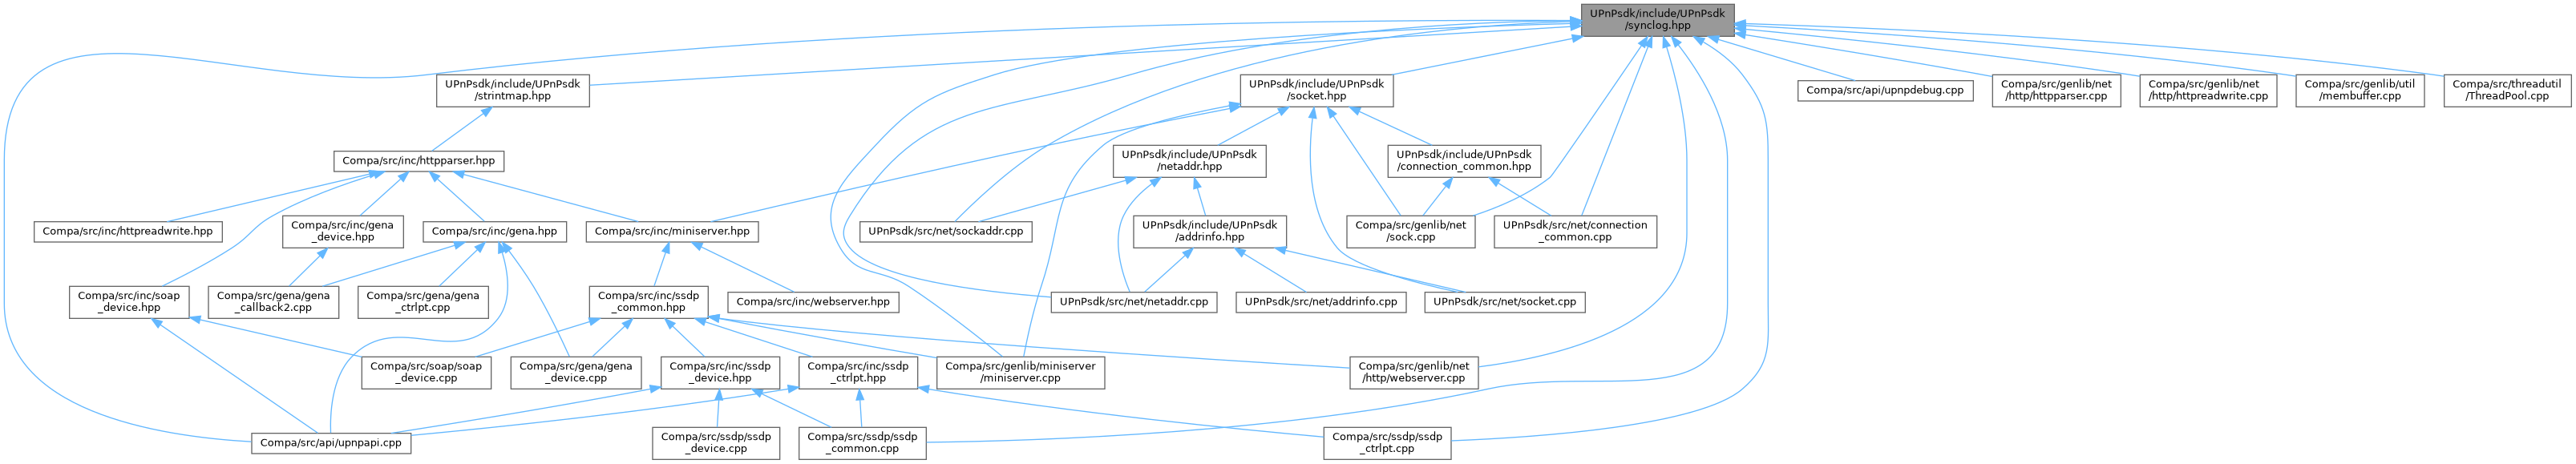 UPnPsdk/include/UPnPsdk
/synclog.hpp
UPnPsdk/include/UPnPsdk
/strintmap.hpp
UPnPsdk/include/UPnPsdk
/socket.hpp
Compa/src/api/upnpdebug.cpp
Compa/src/genlib/net
/http/httpparser.cpp
Compa/src/genlib/net
/http/httpreadwrite.cpp
Compa/src/genlib/util
/membuffer.cpp
Compa/src/threadutil
/ThreadPool.cpp
Compa/src/inc/httpparser.hpp
UPnPsdk/include/UPnPsdk
/netaddr.hpp
UPnPsdk/include/UPnPsdk
/connection_common.hpp
Compa/src/inc/httpreadwrite.hpp
Compa/src/inc/gena
_device.hpp
Compa/src/inc/gena.hpp
Compa/src/inc/miniserver.hpp
UPnPsdk/src/net/sockaddr.cpp
UPnPsdk/include/UPnPsdk
/addrinfo.hpp
Compa/src/genlib/net
/sock.cpp
UPnPsdk/src/net/connection
_common.cpp
Compa/src/inc/soap
_device.hpp
Compa/src/gena/gena
_callback2.cpp
Compa/src/gena/gena
_ctrlpt.cpp
Compa/src/inc/ssdp
_common.hpp
Compa/src/inc/webserver.hpp
UPnPsdk/src/net/netaddr.cpp
UPnPsdk/src/net/addrinfo.cpp
UPnPsdk/src/net/socket.cpp
Compa/src/soap/soap
_device.cpp
Compa/src/gena/gena
_device.cpp
Compa/src/inc/ssdp
_device.hpp
Compa/src/inc/ssdp
_ctrlpt.hpp
Compa/src/genlib/miniserver
/miniserver.cpp
Compa/src/genlib/net
/http/webserver.cpp
Compa/src/api/upnpapi.cpp
Compa/src/ssdp/ssdp
_device.cpp
Compa/src/ssdp/ssdp
_common.cpp
Compa/src/ssdp/ssdp
_ctrlpt.cpp